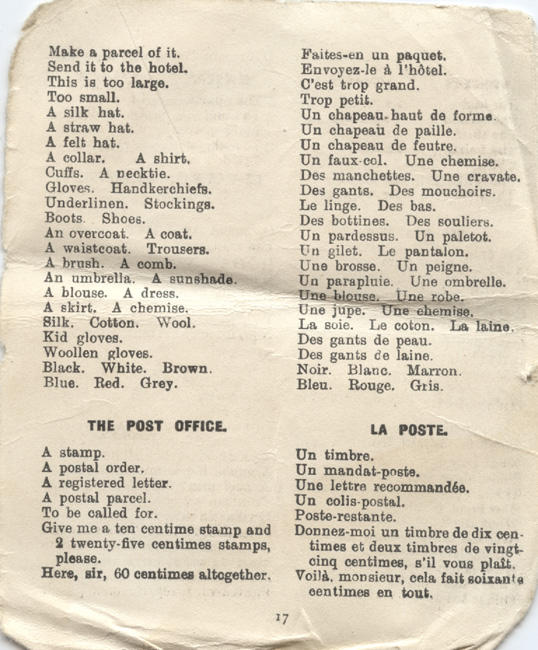 Make a parcel of it.
Send it to the hotel.
This is too large.
Too small.
A silk hat.
A straw hat.
A felt hat.
A collar. A shirt.
Cuffs. A necktie.
Gloves. Handkerchiefs.
Underlinen. Stockings.
Boots Shoes.
An overcoat. A coat.
A waistcoat. Trousers.
A brush. A comb.
An umbrella. A sunshade.
A blouse. A dress.
A skirt. A chemise.
Silk. Cotton. Wool.
Kid gloves.
Woollen gloves.
Black. White. Brown.
Blue. Red. Grey.
THE POST OFFICE.
A stamp.
A postal order.
A registered letter.
A postal parcel.
To be called for.
Give me a ten centime stamp and
2 twenty-five centimes stamps,
please.
Here, sir, 60 centimes altogether.
Faites-en un paquet.
Envoyez-le à l'hôtel.
C'est trop grand.
Trop petit.
Un chapeau haut de forme.
Un chapeau de paille.
Un chapeau de feutre.
Un faux-col. Une chemise.
Des manchettes. Une cravate.
Des gants. Des mouchoirs.
Le linge. Des bas.
Des bottines. Des souliers.
Un pardessus. Un paletot.
Un gilet. Le pantalon.
Une brosse. Un peigne.
Un parapluie. Une ombrelle.
Une blouse. Une robe.
Une jupe. Une chemise.
La soie. Le coton. La laine.
Des gants de peau.
Des gants de laine.
Noir. Blanc. Marron.
Bleu. Rouge. Gris.
LA POSTE.
Un timbre.
Un mandat-poste.
Une lettre recommandée.
Un colis-postal.
Poste-restante.
Donnez-moi un timbre de dix cen-
times et deux timbres de vingt-
cinq centimes, s'il vous plaît.
Voilà, monsieur, cela fait soixante
centimes en tout.
17